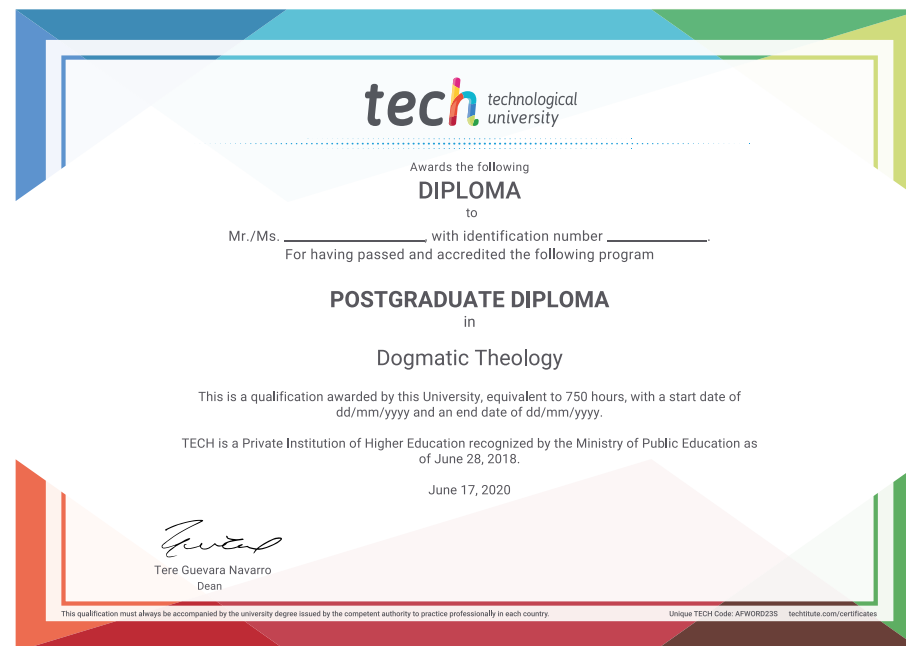 tech technological
university
Awards the following
DIPLOMA
to
Mr./Ms. ____________________, with identification number ______________.
For having passed and accredited the following program
POSTGRADUATE DIPLOMA
in
Dogmatic Theology
This is a qualification awarded by this University, equivalent to 750 hours, with a start date of
dd/mm/yyyy and an end date of dd/mm/yyyy.
TECH is a Private Institution of Higher Education recognized by the Ministry of Public Education as
of June 28, 2018.
June 17, 2020
Tere Guevara Navarro
Dean
This qualification must always be accompanied by the university degree issued by the competent authority to practice professionally in each country. Unique TECH Code: AFWORD23S techtitute.com/certificates